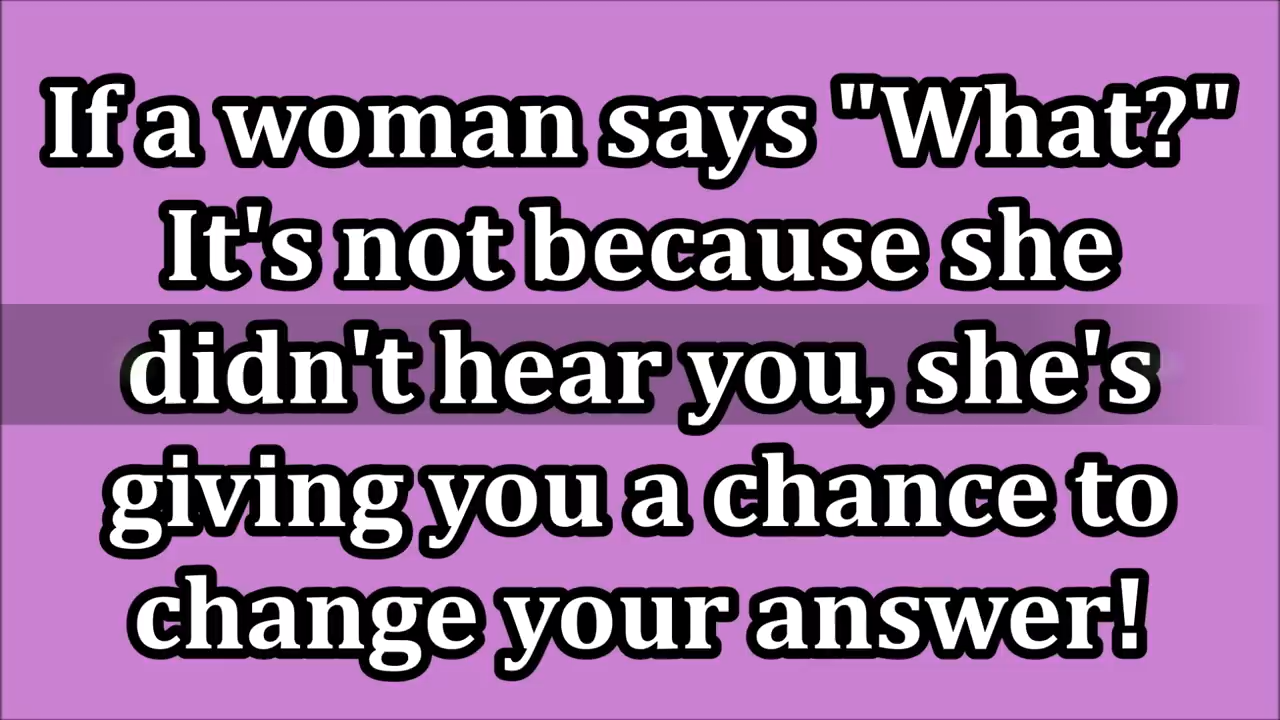 If a woman says "What?"
It's not because she
didn't hear you, she's
giving you a chance to
change your answer!